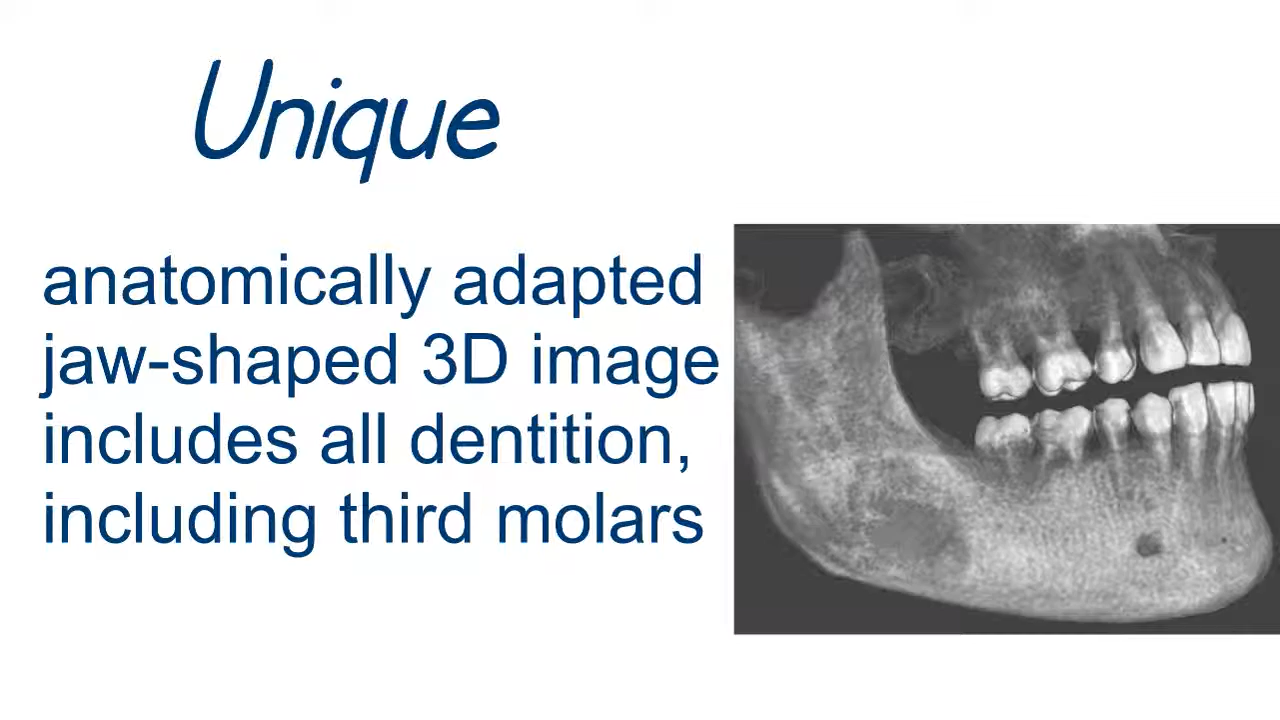 Unique
anatomically adapted
jaw-shaped 3D image
includes all dentition,
including third molars